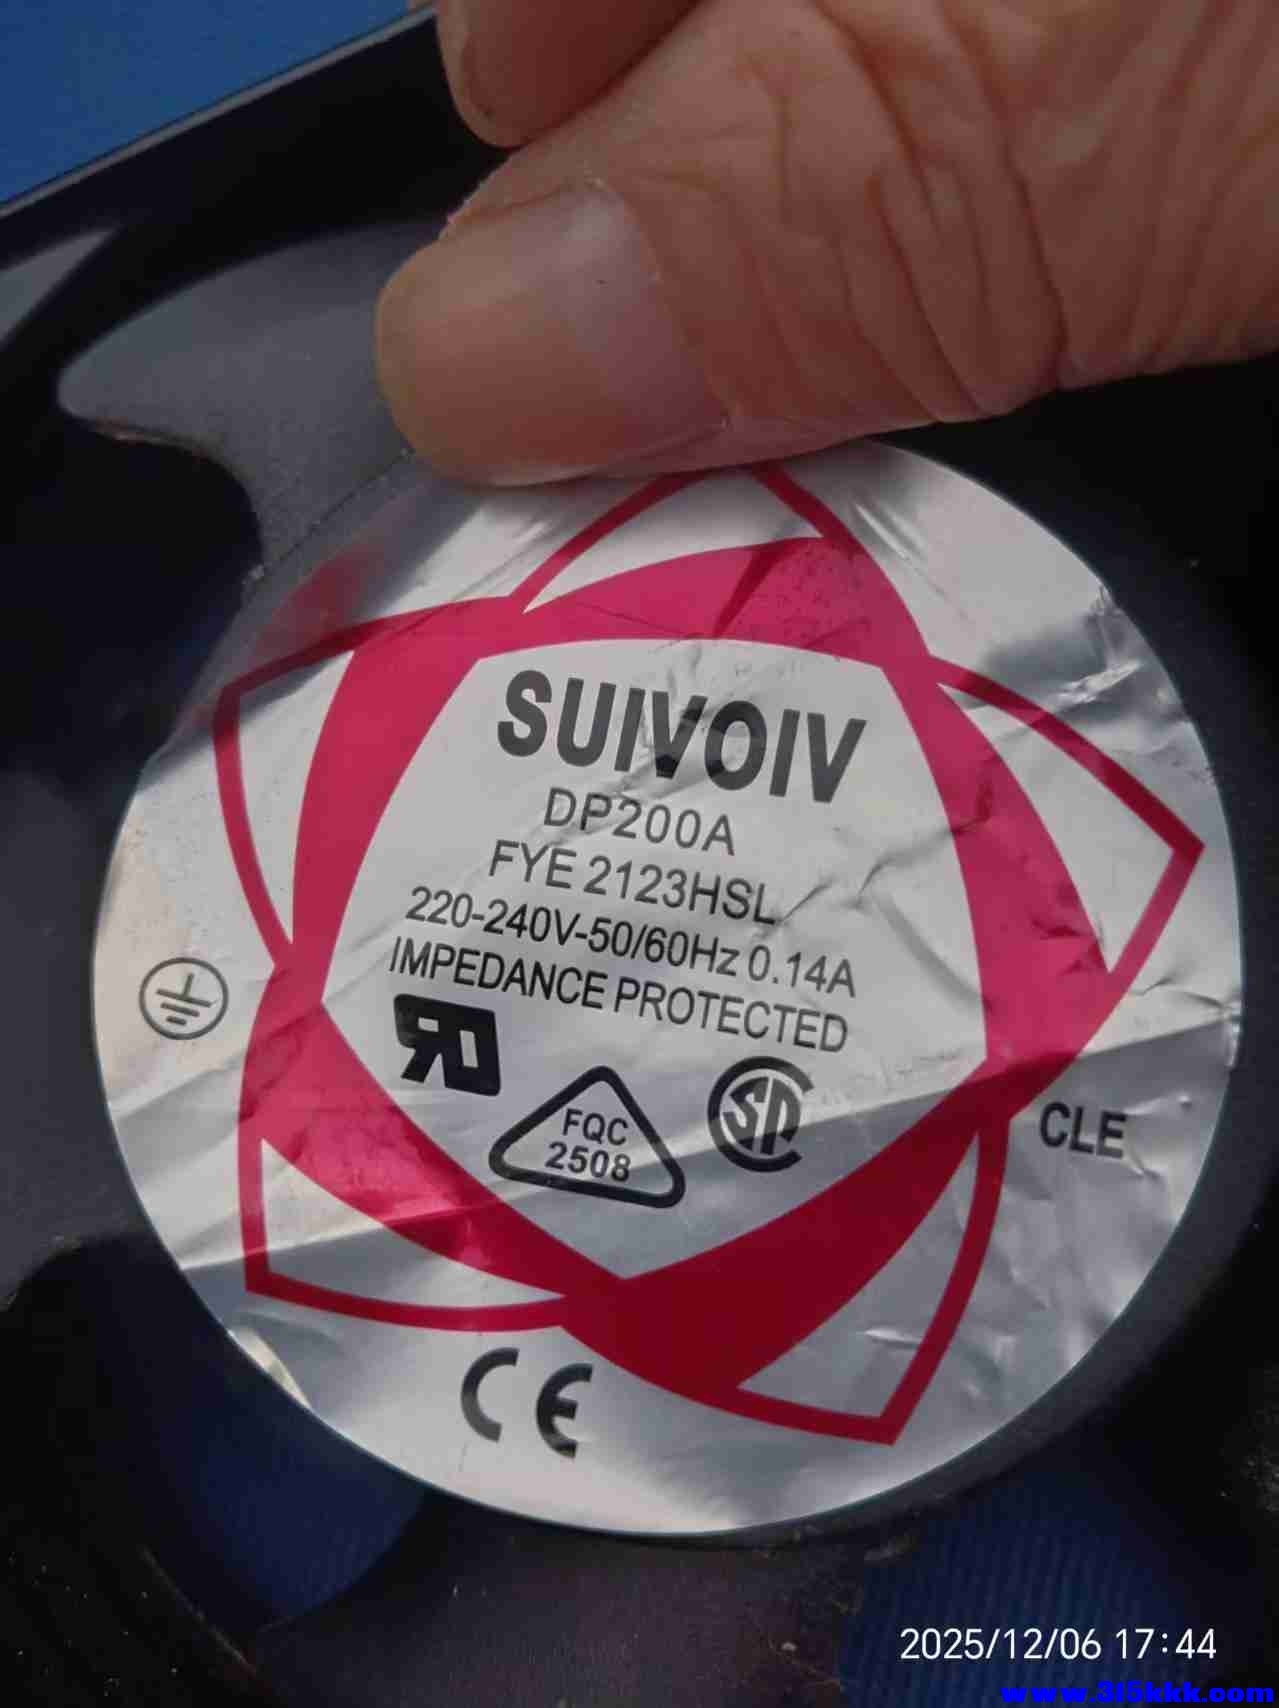 SUIVOIV
DP200A
FYE 2123HSL
220-240V-50/60Hz 0.14A
IMPEDANCE PROTECTED
FQC
2508
CLE
CE
2025/12/06 17:44
www.315kkk.com